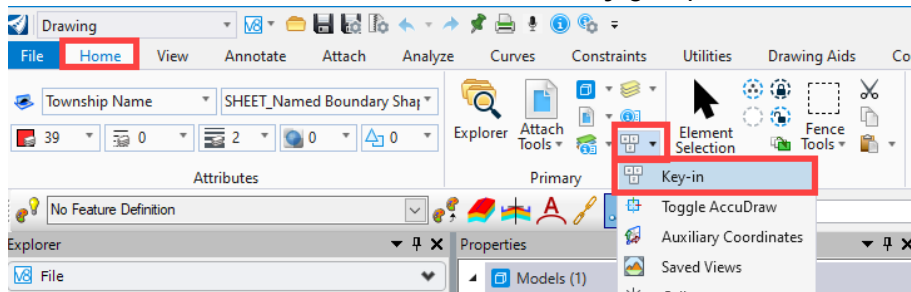 Drawing
File Home View Annotate Attach Analyze Curves Constraints Utilities Drawing Aids Co
Township Name SHEET_Named Boundary Shap
39 0 2 0 0
Explorer Attach Tools Element Selection Fence Tools
Attributes Primary
Key-in
No Feature Definition
Toggle AccuDraw
Explorer Properties
Auxiliary Coordinates
File
Models (1)
Saved Views